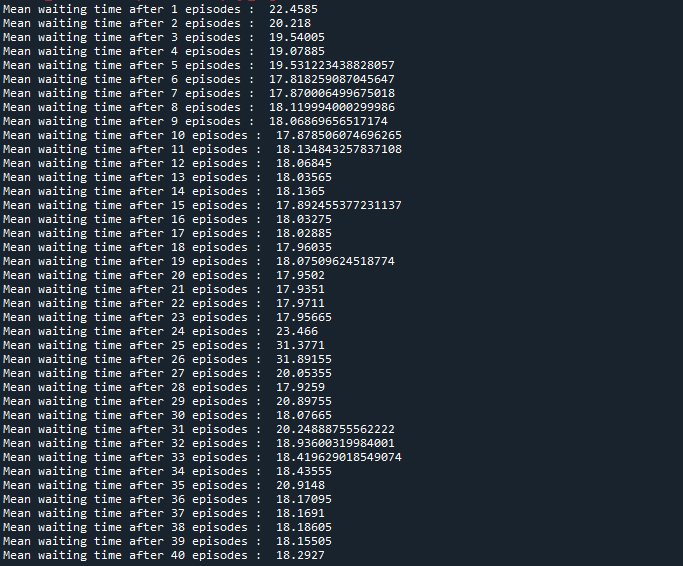 Mean waiting time after 1 episodes :  22.4585
Mean waiting time after 2 episodes :  20.218
Mean waiting time after 3 episodes :  19.54005
Mean waiting time after 4 episodes :  19.07885
Mean waiting time after 5 episodes :  19.531223438828057
Mean waiting time after 6 episodes :  17.818259087045647
Mean waiting time after 7 episodes :  17.870006499675018
Mean waiting time after 8 episodes :  18.119994000299986
Mean waiting time after 9 episodes :  18.06869656517174
Mean waiting time after 10 episodes :  17.878506074696265
Mean waiting time after 11 episodes :  18.134843257837108
Mean waiting time after 12 episodes :  18.06845
Mean waiting time after 13 episodes :  18.03565
Mean waiting time after 14 episodes :  18.1365
Mean waiting time after 15 episodes :  17.892455377231137
Mean waiting time after 16 episodes :  18.03275
Mean waiting time after 17 episodes :  18.02885
Mean waiting time after 18 episodes :  17.96035
Mean waiting time after 19 episodes :  18.07509624518774
Mean waiting time after 20 episodes :  17.9502
Mean waiting time after 21 episodes :  17.9351
Mean waiting time after 22 episodes :  17.9711
Mean waiting time after 23 episodes :  17.95665
Mean waiting time after 24 episodes :  23.466
Mean waiting time after 25 episodes :  31.3771
Mean waiting time after 26 episodes :  31.89155
Mean waiting time after 27 episodes :  20.05355
Mean waiting time after 28 episodes :  17.9259
Mean waiting time after 29 episodes :  20.89755
Mean waiting time after 30 episodes :  18.07665
Mean waiting time after 31 episodes :  20.24888755562222
Mean waiting time after 32 episodes :  18.93600319984001
Mean waiting time after 33 episodes :  18.419629018549074
Mean waiting time after 34 episodes :  18.43555
Mean waiting time after 35 episodes :  20.9148
Mean waiting time after 36 episodes :  18.17095
Mean waiting time after 37 episodes :  18.1691
Mean waiting time after 38 episodes :  18.18605
Mean waiting time after 39 episodes :  18.15505
Mean waiting time after 40 episodes :  18.2927